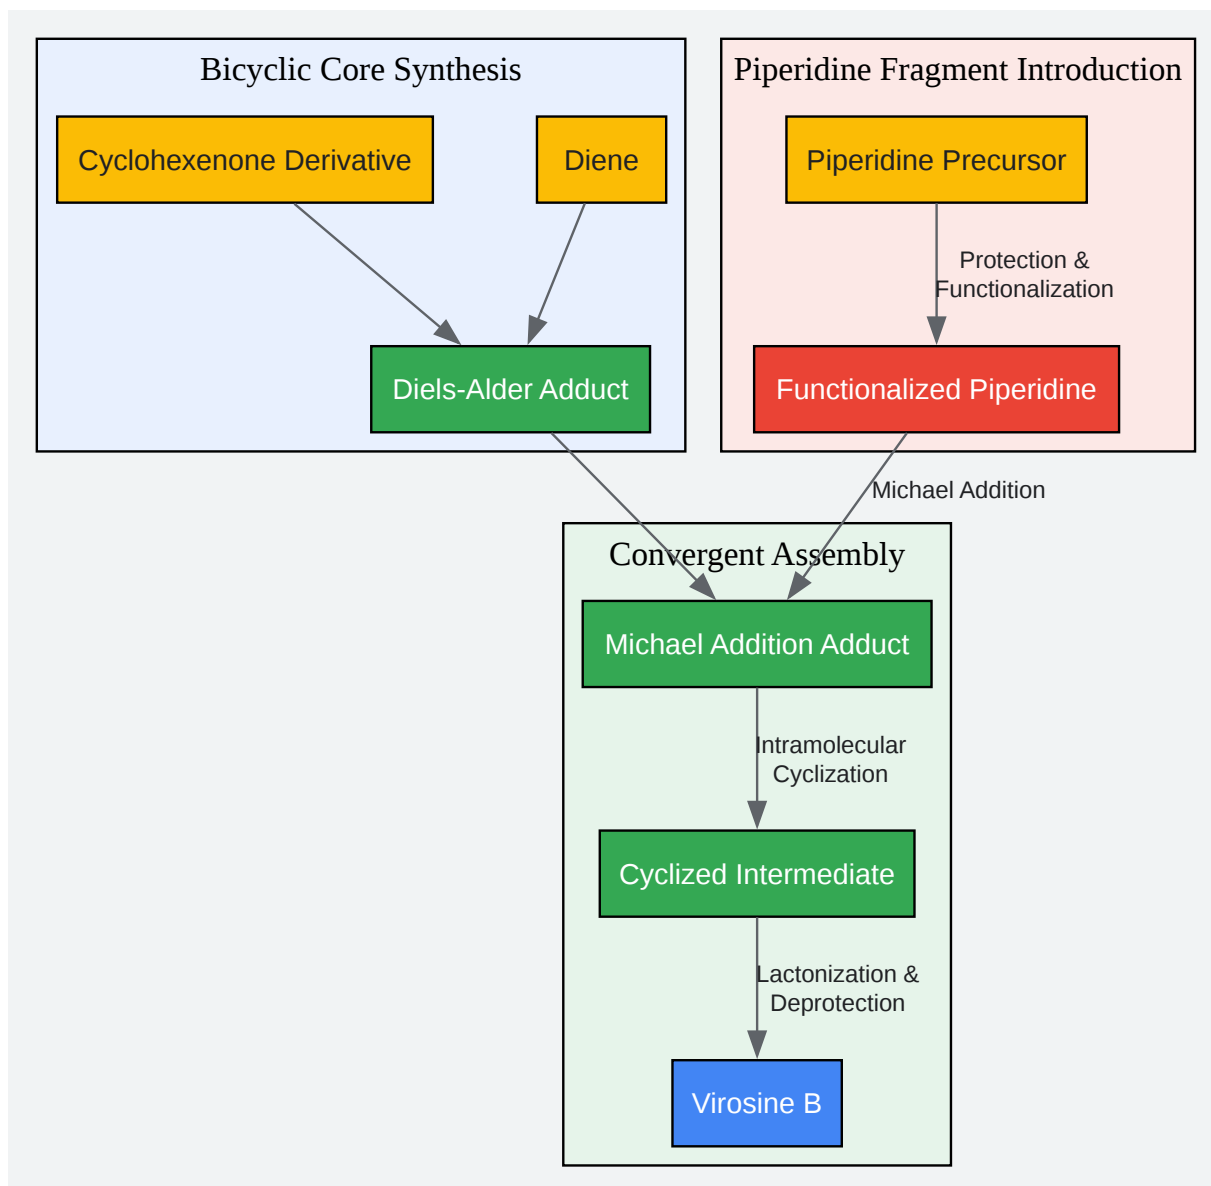 Bicyclic Core Synthesis
Piperidine Fragment Introduction
Cyclohexenone Derivative
Diene
Piperidine Precursor
Protection &
Functionalization
Diels-Alder Adduct
Functionalized Piperidine
Michael Addition
Convergent Assembly
Michael Addition Adduct
Intramolecular
Cyclization
Cyclized Intermediate
Lactonization &
Deprotection
Virosine B